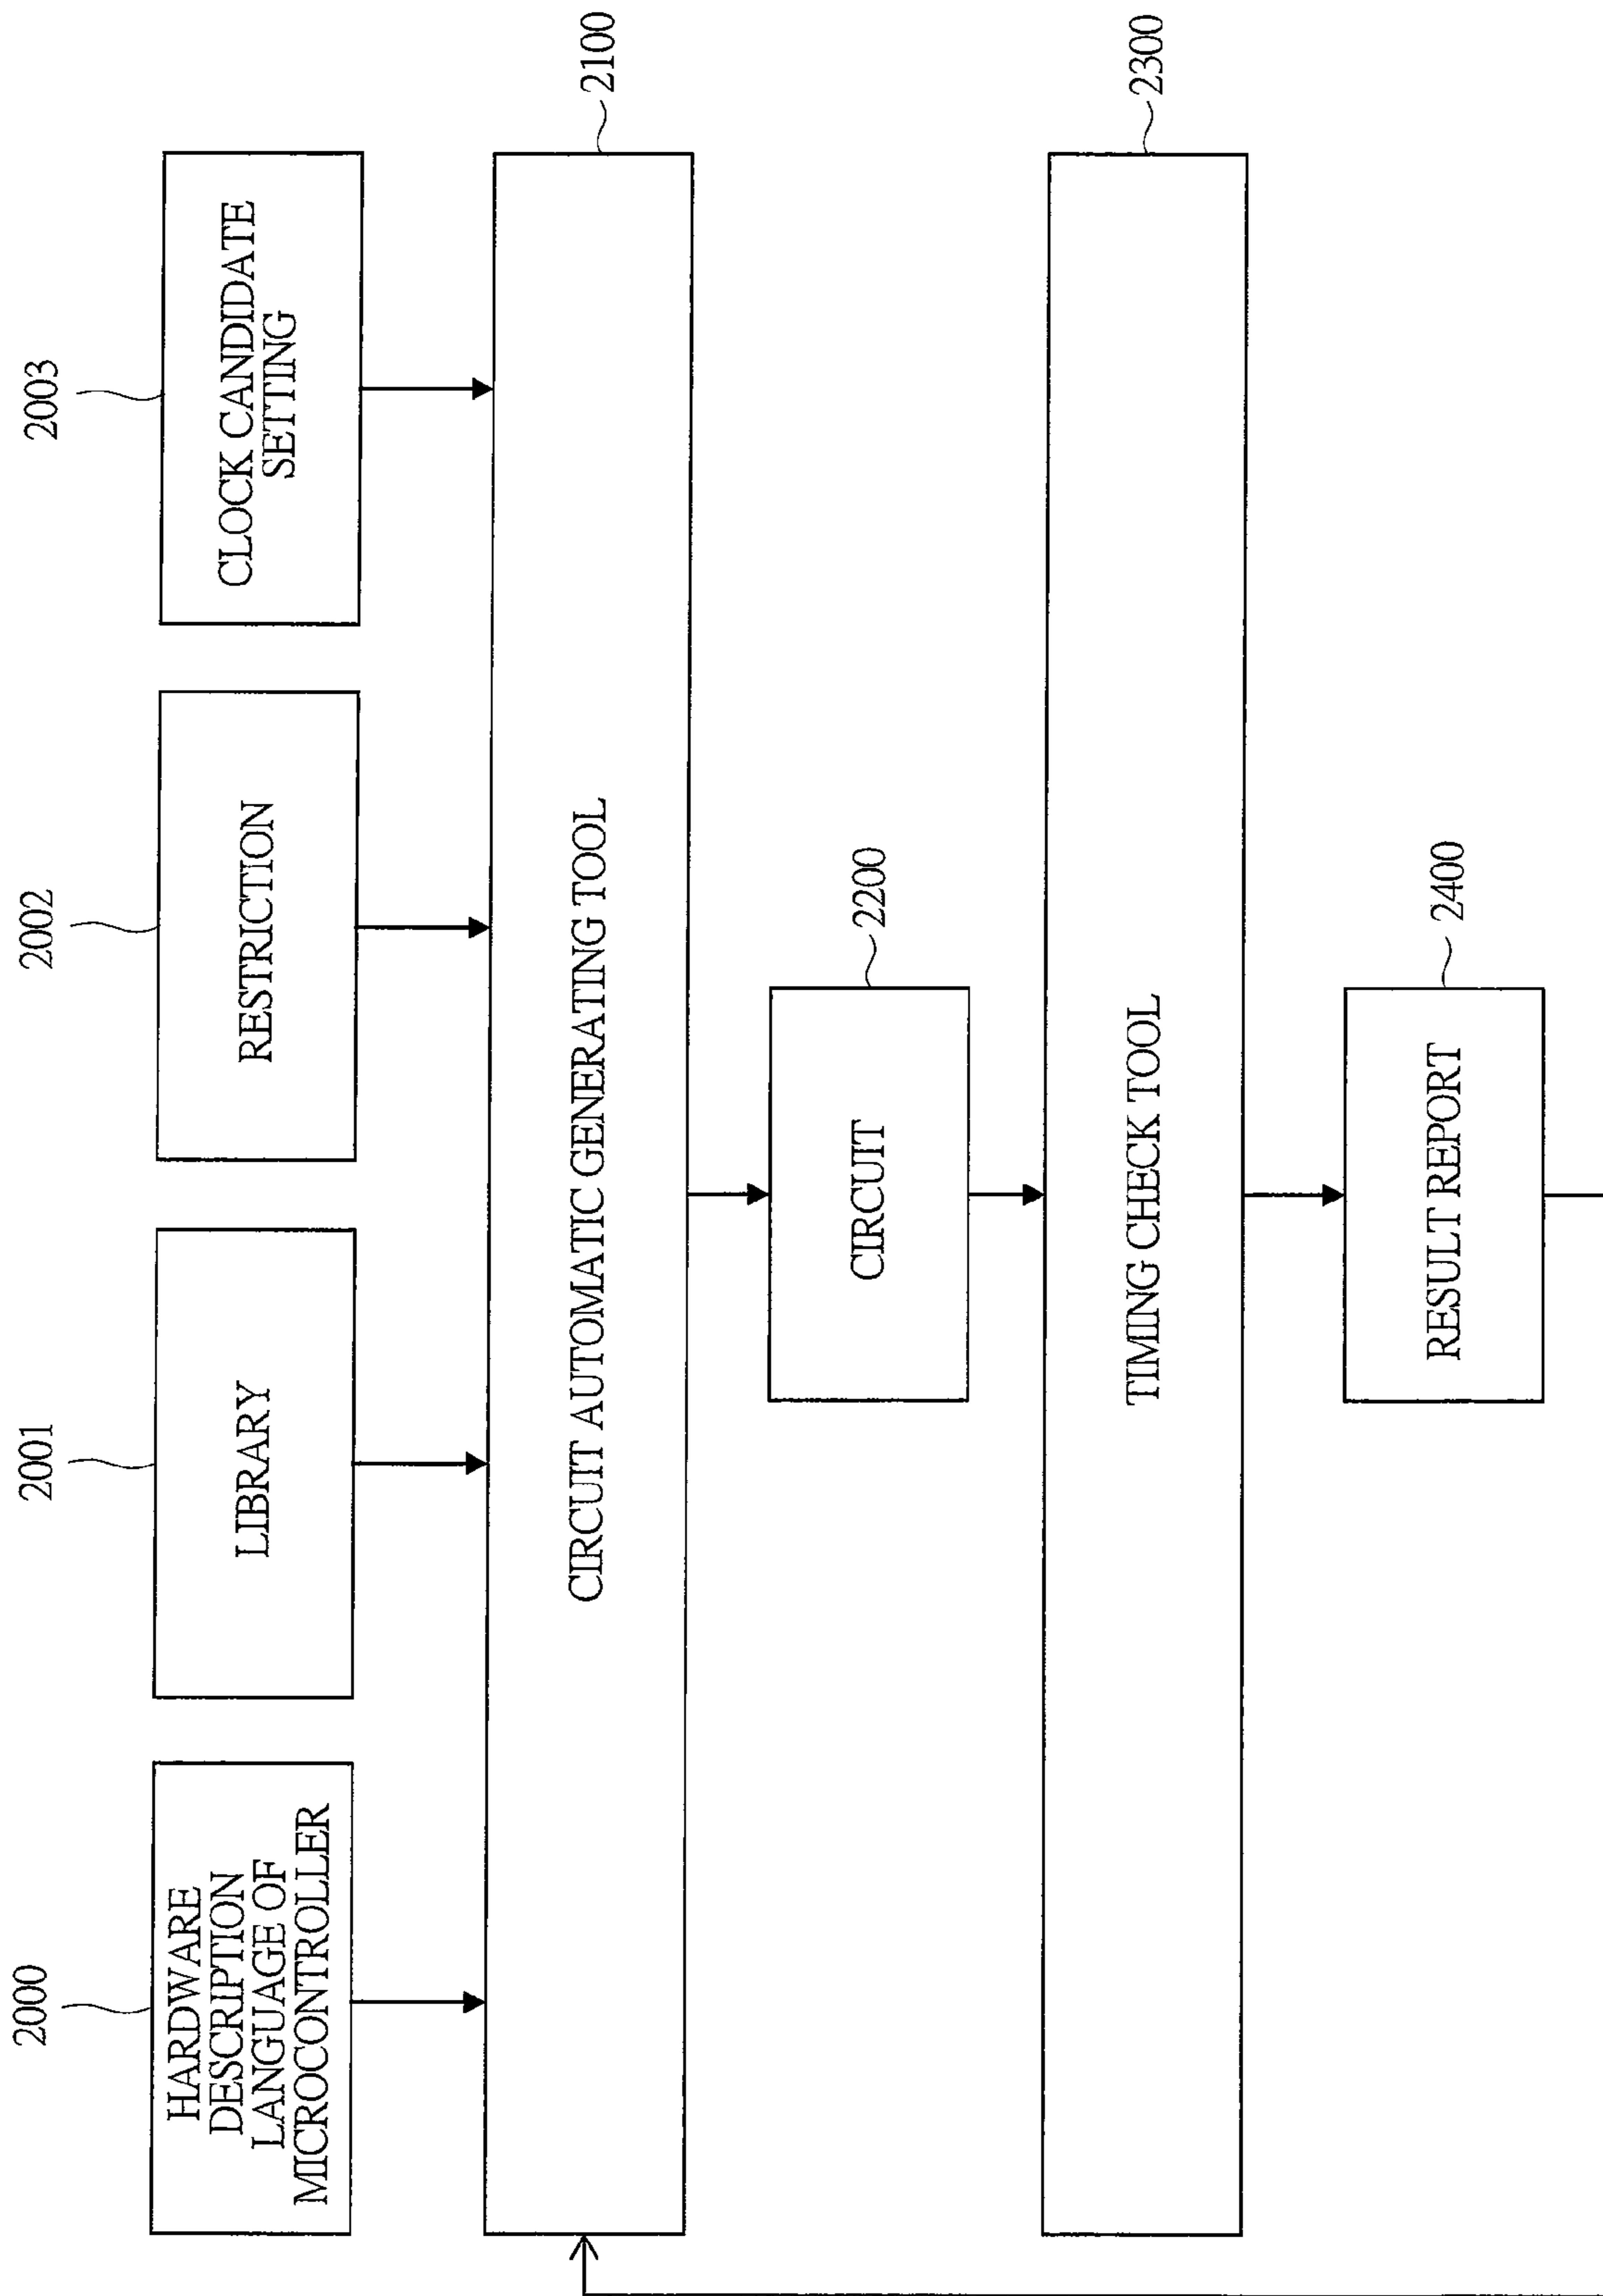 2000
2001
2002
2003
HARDWARE
DESCRIPTION
LANGUAGE OF
MICROCONTROLLER
LIBRARY
RESTRICTION
CLOCK CANDIDATE
SETTING
CIRCUIT AUTOMATIC GENERATING TOOL
2100
CIRCUIT
2200
TIMING CHECK TOOL
2300
RESULT REPORT
2400